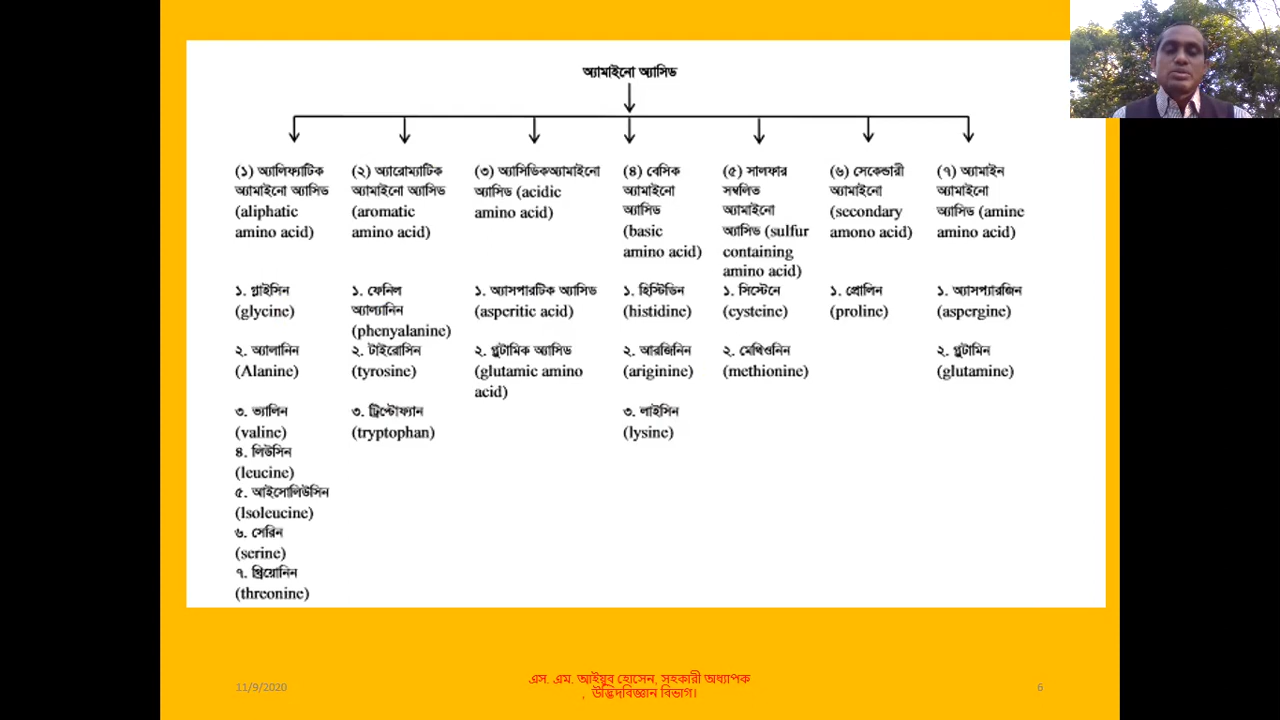 অ্যামাইনো অ্যাসিড
(১) অ্যালিফ্যাটিক
অ্যামাইনো অ্যাসিড
(aliphatic
amino acid)
১. গ্লাইসিন
(glycine)
২. অ্যালানিন
(Alanine)
৩. ভ্যালিন
(valine)
৪. লিউসিন
(leucine)
৫. আইসোলিউসিন
(Isoleucine)
৬. সেরিন
(serine)
৭. থ্রিয়োনিন
(threonine)
(২) অ্যারোম্যাটিক
অ্যামাইনো অ্যাসিড
(aromatic
amino acid)
১. ফেনিল
অ্যাল্যানিন
(phenyalanine)
২. টাইরোসিন
(tyrosine)
৩. ট্রিপ্টোফ্যান
(tryptophan)
(৩) অ্যাসিডিকঅ্যামাইনো
অ্যাসিড (acidic
amino acid)
১. অ্যাসপারটিক অ্যাসিড
(asperitic acid)
২. গ্লুটামিক অ্যাসিড
(glutamic amino
acid)
(৪) বেসিক
অ্যামাইনো
অ্যাসিড
(basic
amino acid)
১. হিস্টিডিন
(histidine)
২. আরজিনিন
(ariginine)
৩. লাইসিন
(lysine)
(৫) সালফার
সম্বলিত
অ্যামাইনো
অ্যাসিড (sulfur
containing
amino acid)
১. সিস্টেনে
(cysteine)
২. মেথিওনিন
(methionine)
(৬) সেকেন্ডারী
অ্যামাইনো
(secondary
amono acid)
১. প্রোলিন
(proline)
(৭) অ্যামাইন
অ্যামাইনো
অ্যাসিড (amine
amino acid)
১. অ্যাসপ্যারজিন
(aspergine)
২. গ্লুটামিন
(glutamine)
11/9/2020
এস. এম. আইয়ুব হোসেন, সহকারী অধ্যাপক
, উদ্ভিদবিজ্ঞান বিভাগ।
6